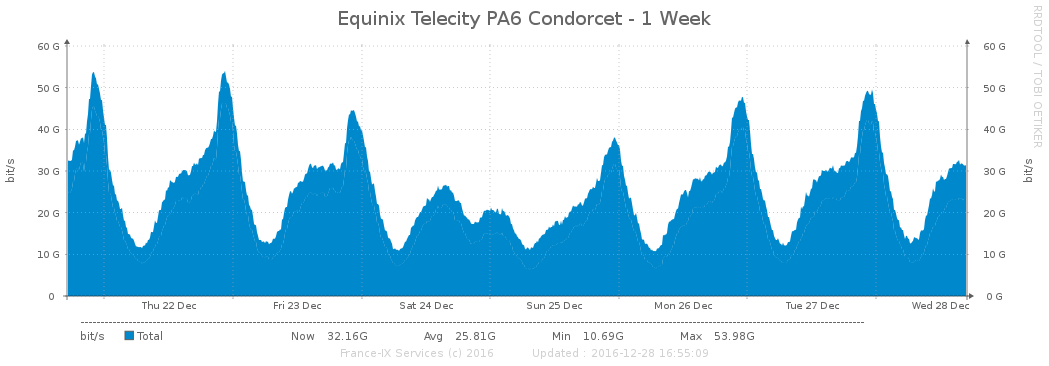 Equinix Telecity PA6 Condorcet - 1 Week
RRDTOOL / TOBI OETIKER
60 G 60 G
50 G 50 G
40 G 40 G
30 G 30 G
20 G 20 G
10 G 10 G
0 0 G
bit/s bit/s
Thu 22 Dec Fri 23 Dec Sat 24 Dec Sun 25 Dec Mon 26 Dec Tue 27 Dec Wed 28 Dec
bit/s Total Now 32.16G Avg 25.81G Min 10.69G Max 53.98G
France-IX Services (c) 2016 Updated : 2016-12-28 16:55:09